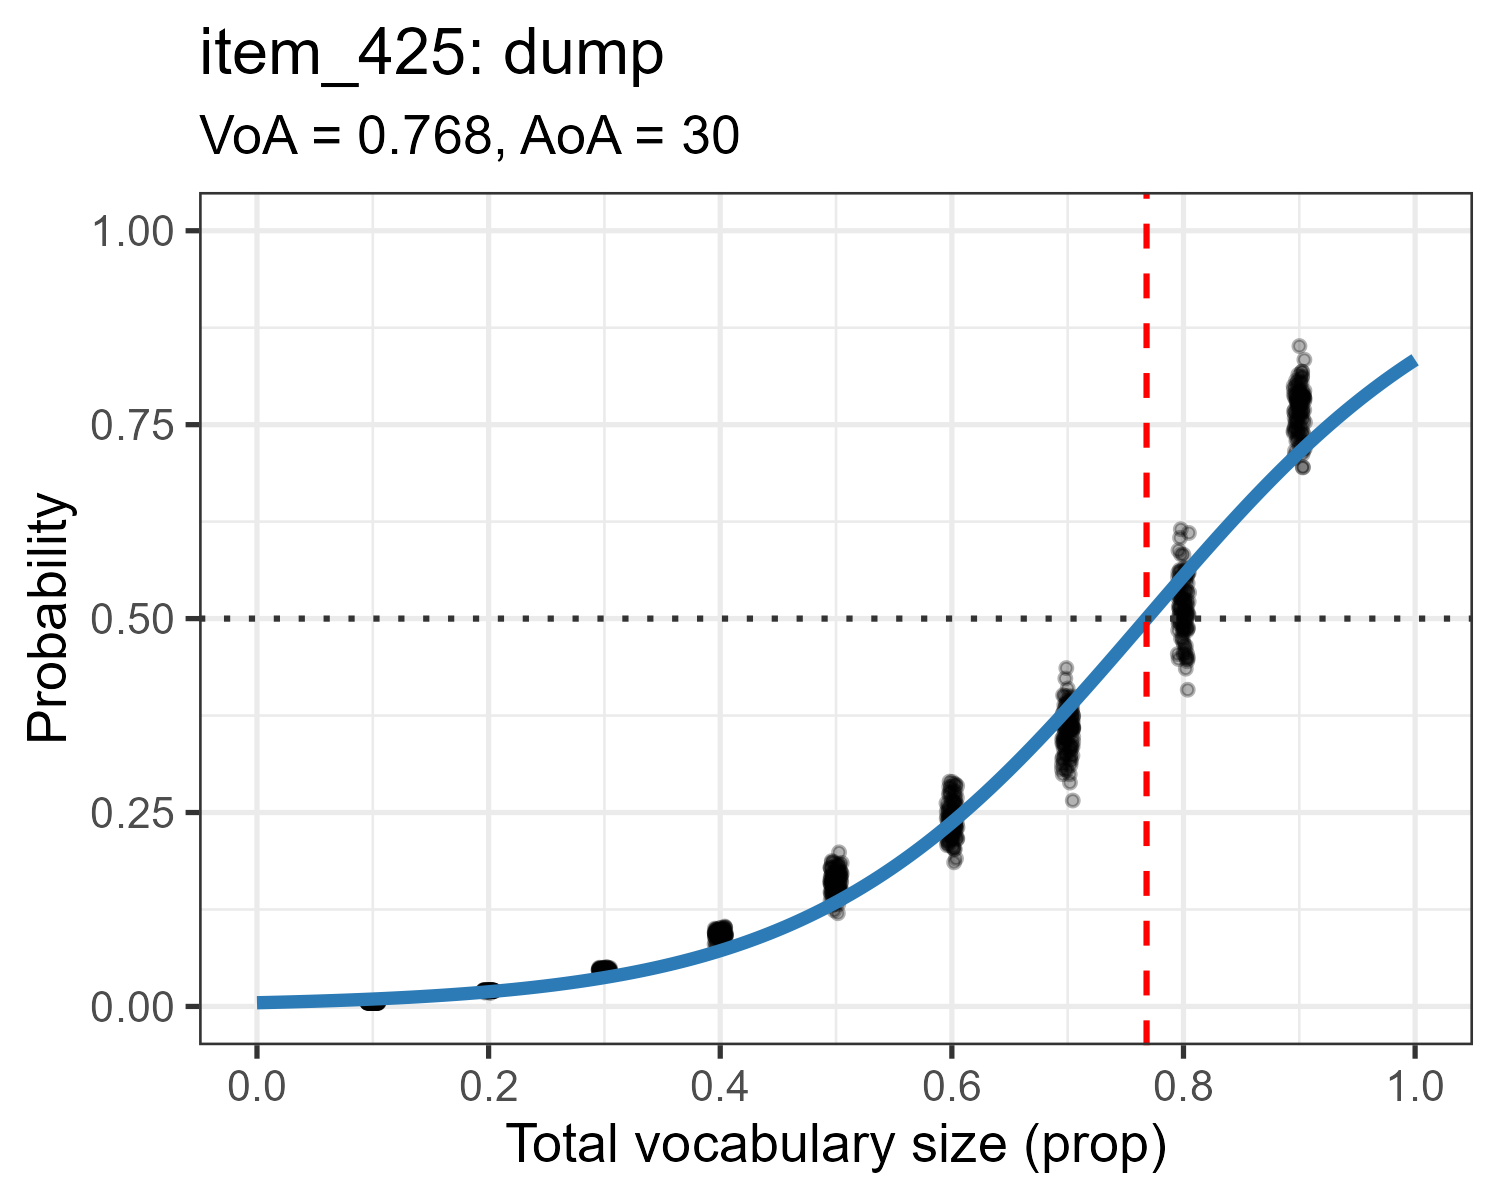 item_425: dump
VoA = 0.768, AoA = 30
1.00
0.75
0.50
0.25
0.00
Probability
0.0 0.2 0.4 0.6 0.8 1.0
Total vocabulary size (prop)